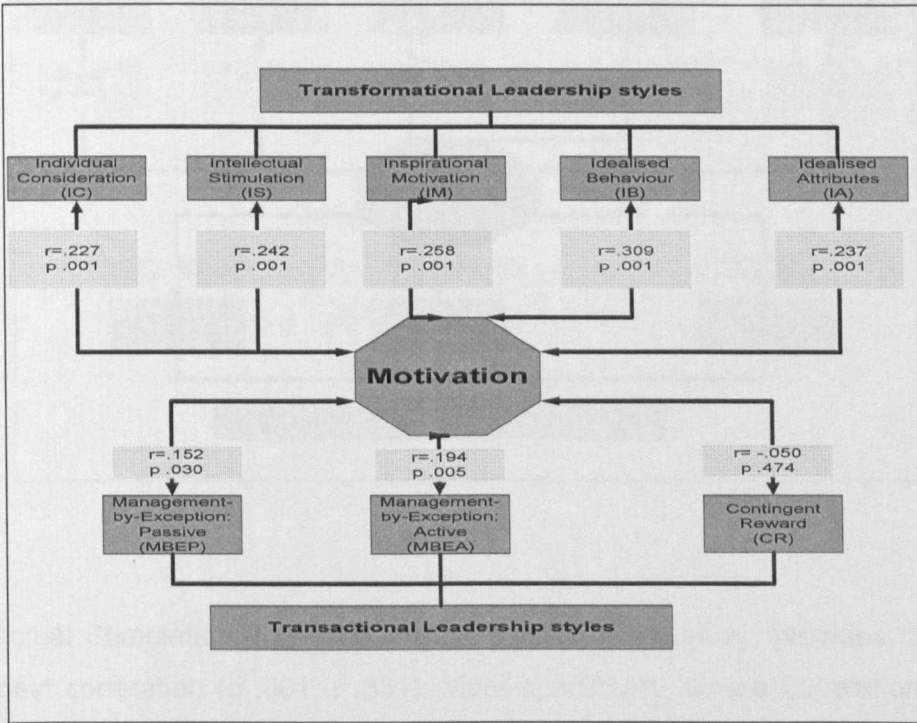 Transformational Leadership styles
Individual
Consideration
(IC)
Intellectual
Stimulation
(IS)
Inspirational
Motivation
(IM)
Idealised
Behaviour
(IB)
Idealised
Attributes
(IA)
r=.227
p .001
r=.242
p .001
r=.258
p .001
r=.309
p .001
r=.237
p .001
Motivation
r=.152
p .030
r=.194
p .005
r= -.050
p .474
Management-
by-Exception:
Passive
(MBEP)
Management-
by-Exception:
Active
(MBEA)
Contingent
Reward
(CR)
Transactional Leadership styles